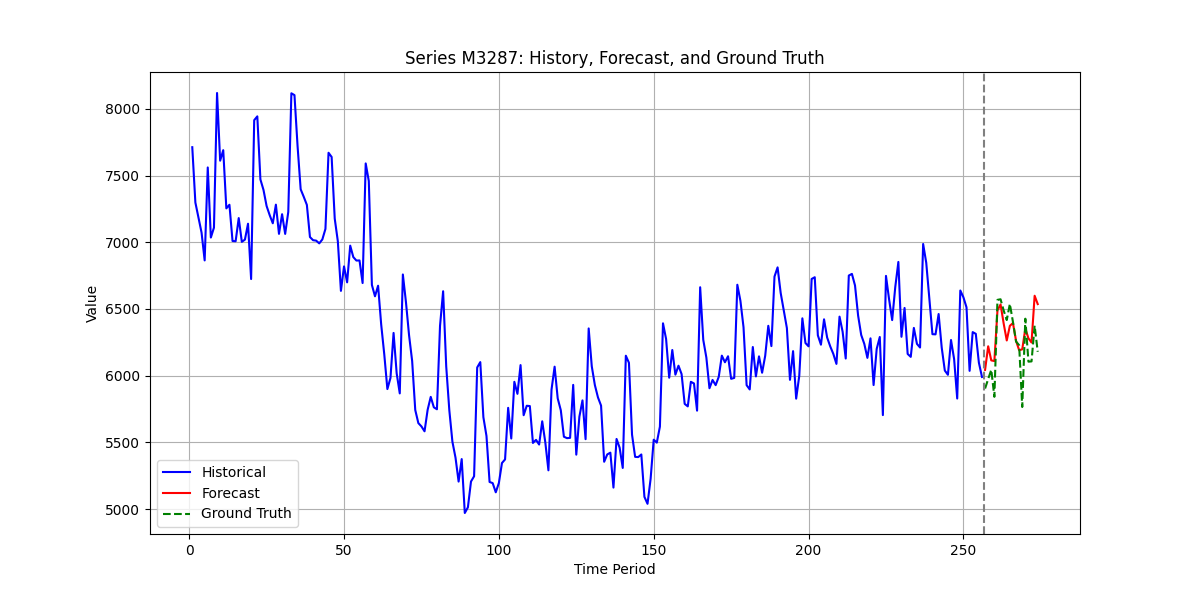 Series M3287: History, Forecast, and Ground Truth
Value
8000
7500
7000
6500
6000
5500
5000
Historical
Forecast
Ground Truth
0 50 100 150 200 250
Time Period